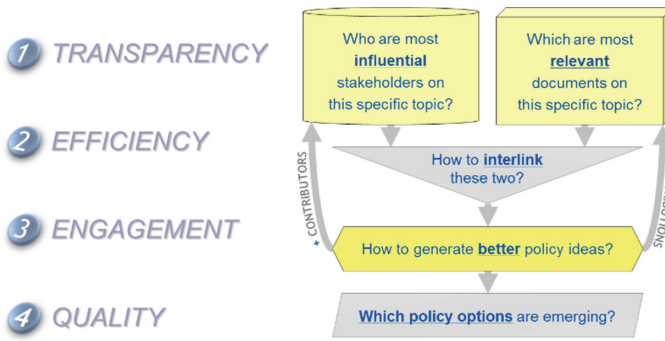 1 TRANSPARENCY
2 EFFICIENCY
3 ENGAGEMENT
4 QUALITY
Who are most
influential
stakeholders on
this specific topic?
Which are most
relevant
documents on
this specific topic?
How to interlink
these two?
+ CONTRIBUTORS
How to generate better policy ideas?
Which policy options are emerging?